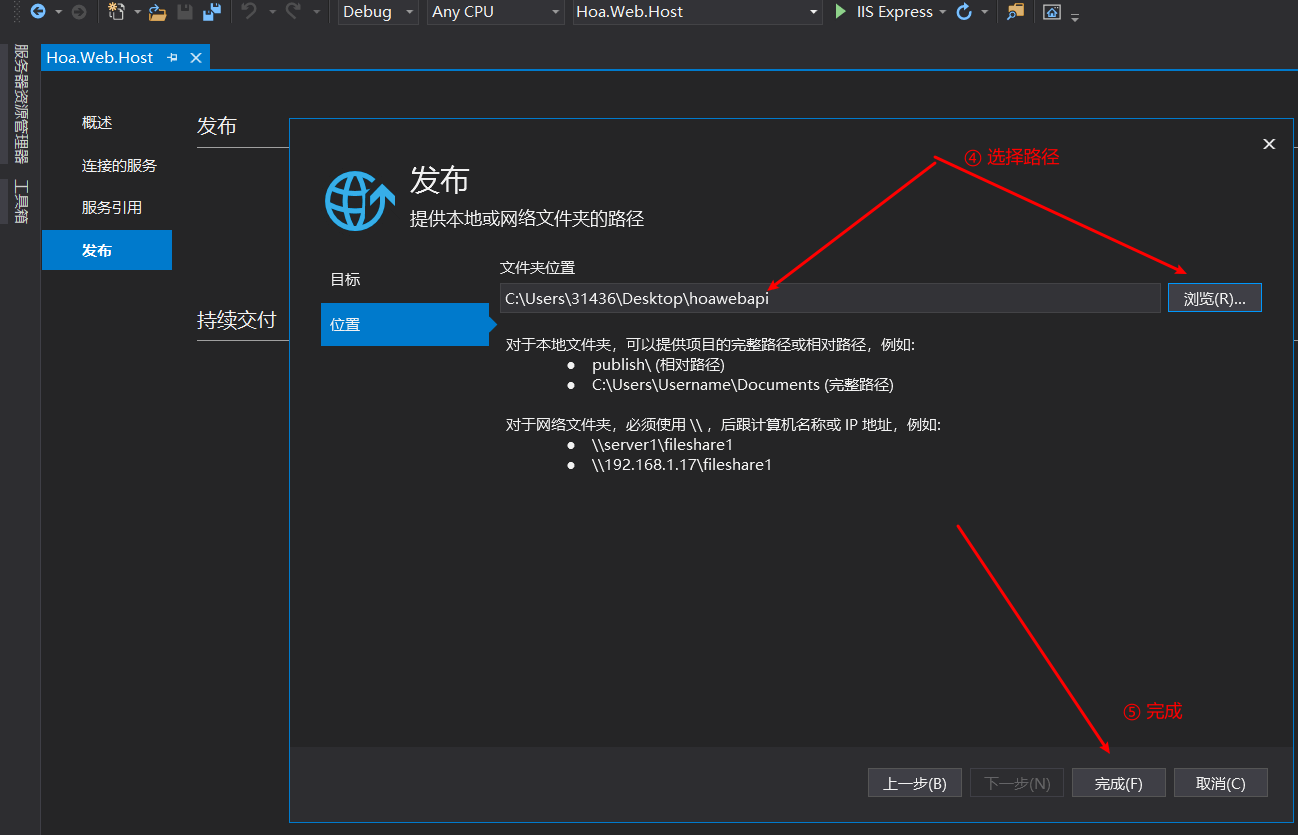 Debug
Any CPU
Hoa.Web.Host
IIS Express
服务器资源管理器
工具箱
Hoa.Web.Host
概述
连接的服务
服务引用
发布
发布
持续交付
④ 选择路径
发布
提供本地或网络文件夹的路径
目标
位置
文件夹位置
C:\Users\31436\Desktop\hoawebapi
浏览(R)...
对于本地文件夹，可以提供项目的完整路径或相对路径，例如:
● publish\ (相对路径)
● C:\Users\Username\Documents (完整路径)
对于网络文件夹，必须使用 \\ ，后跟计算机名称或 IP 地址，例如:
● \\server1\fileshare1
● \\192.168.1.17\fileshare1
⑤ 完成
上一步(B)
下一步(N)
完成(F)
取消(C)